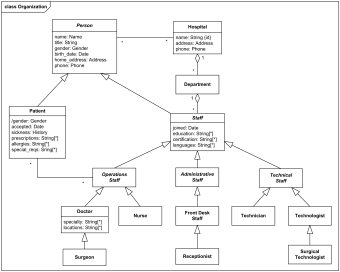 class Organization
Person
name: Name
title: String
gender: Gender
birth_date: Date
home_address: Address
phone: Phone
*
*
Hospital
name: String {id}
address: Address
phone: Phone
1
*
Department
1
*
Patient
/gender: Gender
accepted: Date
sickness: History
prescriptions: String[*]
allergies: String[*]
special_reqs: String[*]
*
*
Staff
joined: Date
education: String[*]
certification: String[*]
languages: String[*]
Operations
Staff
Administrative
Staff
Technical
Staff
Doctor
specialty: String[*]
locations: String[*]
Nurse
Front Desk
Staff
Technician
Technologist
Surgeon
Receptionist
Surgical
Technologist